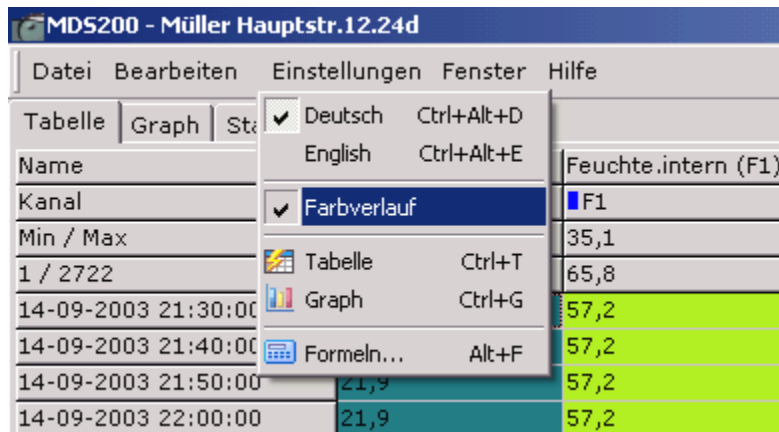 MDS200 - Müller Hauptstr.12.24d
Datei Bearbeiten Einstellungen Fenster Hilfe
Tabelle Graph
Deutsch Ctrl+Alt+D
English Ctrl+Alt+E
Farbverlauf
Tabelle Ctrl+T
Graph Ctrl+G
Formeln... Alt+F
Name Feuchte.intern (F1)
Kanal F1
Min / Max 35,1
1 / 2722 65,8
14-09-2003 21:30:00 57,2
14-09-2003 21:40:00 57,2
14-09-2003 21:50:00 21,9 57,2
14-09-2003 22:00:00 21,9 57,2